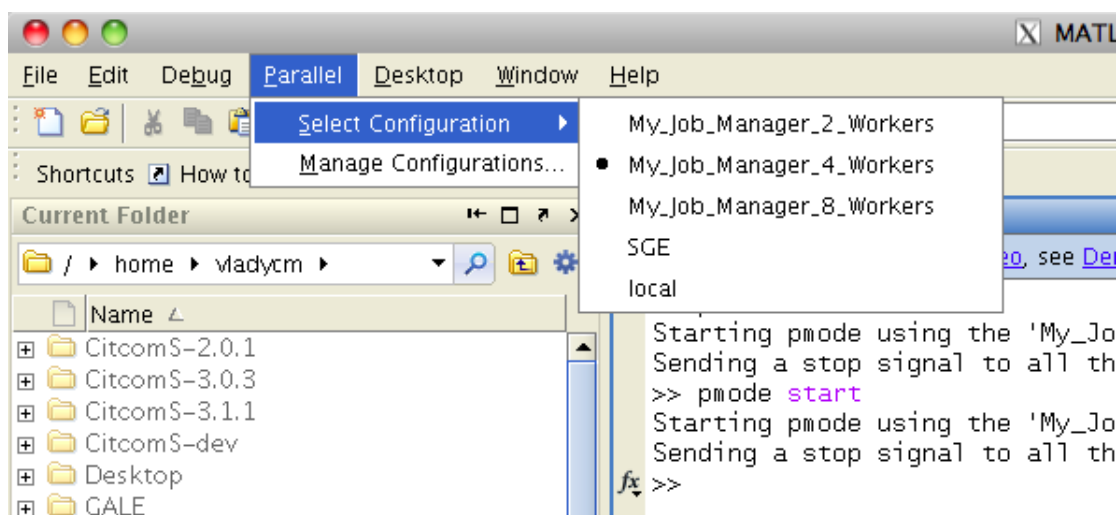 MATL
File Edit Debug Parallel Desktop Window Help
Select Configuration
Manage Configurations...
My_Job_Manager_2_Workers
My_Job_Manager_4_Workers
My_Job_Manager_8_Workers
SGE
local
Shortcuts How to
Current Folder
/ home vladycm
eo, see De
Name
CitcomS-2.0.1
CitcomS-3.0.3
CitcomS-3.1.1
CitcomS-dev
Desktop
GALE
Starting pmode using the 'My_Jo
Sending a stop signal to all th
>> pmode start
Starting pmode using the 'My_Jo
Sending a stop signal to all th
fx >>